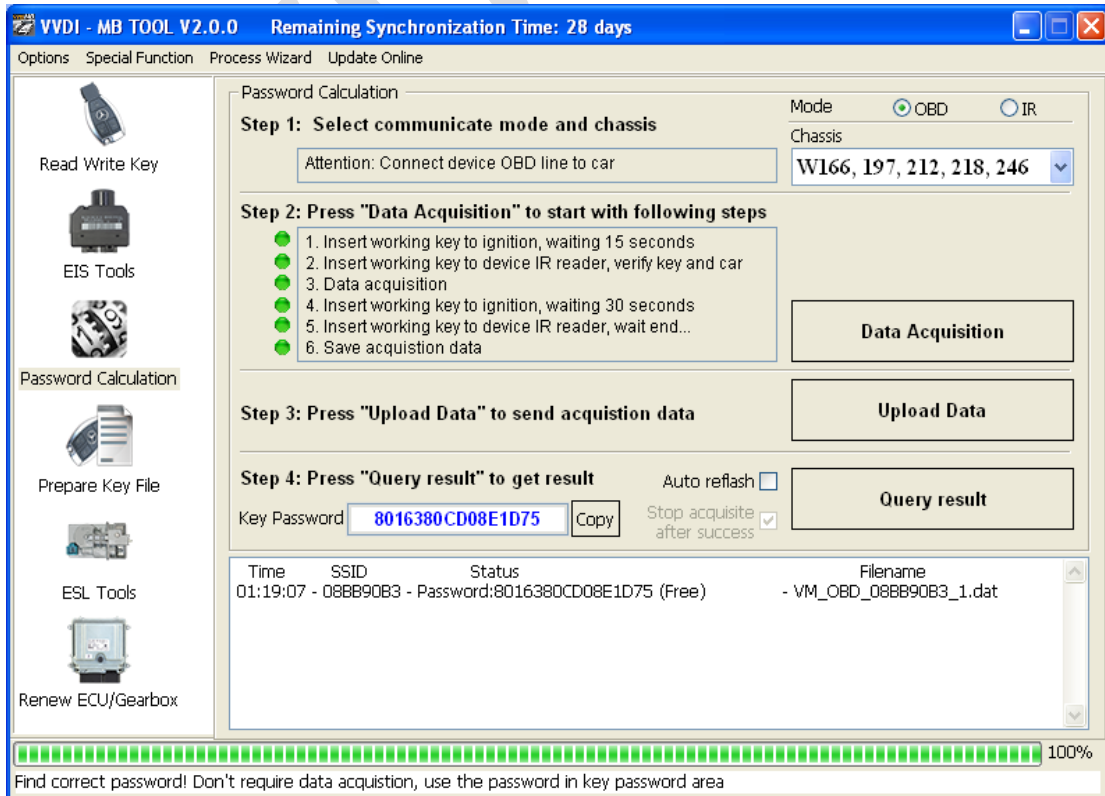 VVDI - MB TOOL V2.0.0 Remaining Synchronization Time: 28 days
Options Special Function Process Wizard Update Online
Read Write Key
EIS Tools
Password Calculation
Prepare Key File
ESL Tools
Renew ECU/Gearbox
Password Calculation
Mode OBD IR
Step 1: Select communicate mode and chassis
Chassis
Attention: Connect device OBD line to car
W166, 197, 212, 218, 246
Step 2: Press "Data Acquisition" to start with following steps
1. Insert working key to ignition, waiting 15 seconds
2. Insert working key to device IR reader, verify key and car
3. Data acquisition
4. Insert working key to ignition, waiting 30 seconds
5. Insert working key to device IR reader, wait end...
6. Save acquistion data
Data Acquisition
Step 3: Press "Upload Data" to send acquistion data
Upload Data
Step 4: Press "Query result" to get result
Auto reflash
Query result
Key Password 8016380CD08E1D75 Copy
Stop acquisite
after success
Time SSID Status Filename
01:19:07 - 08BB90B3 - Password:8016380CD08E1D75 (Free) - VM_OBD_08BB90B3_1.dat
100%
Find correct password! Don't require data acquistion, use the password in key password area